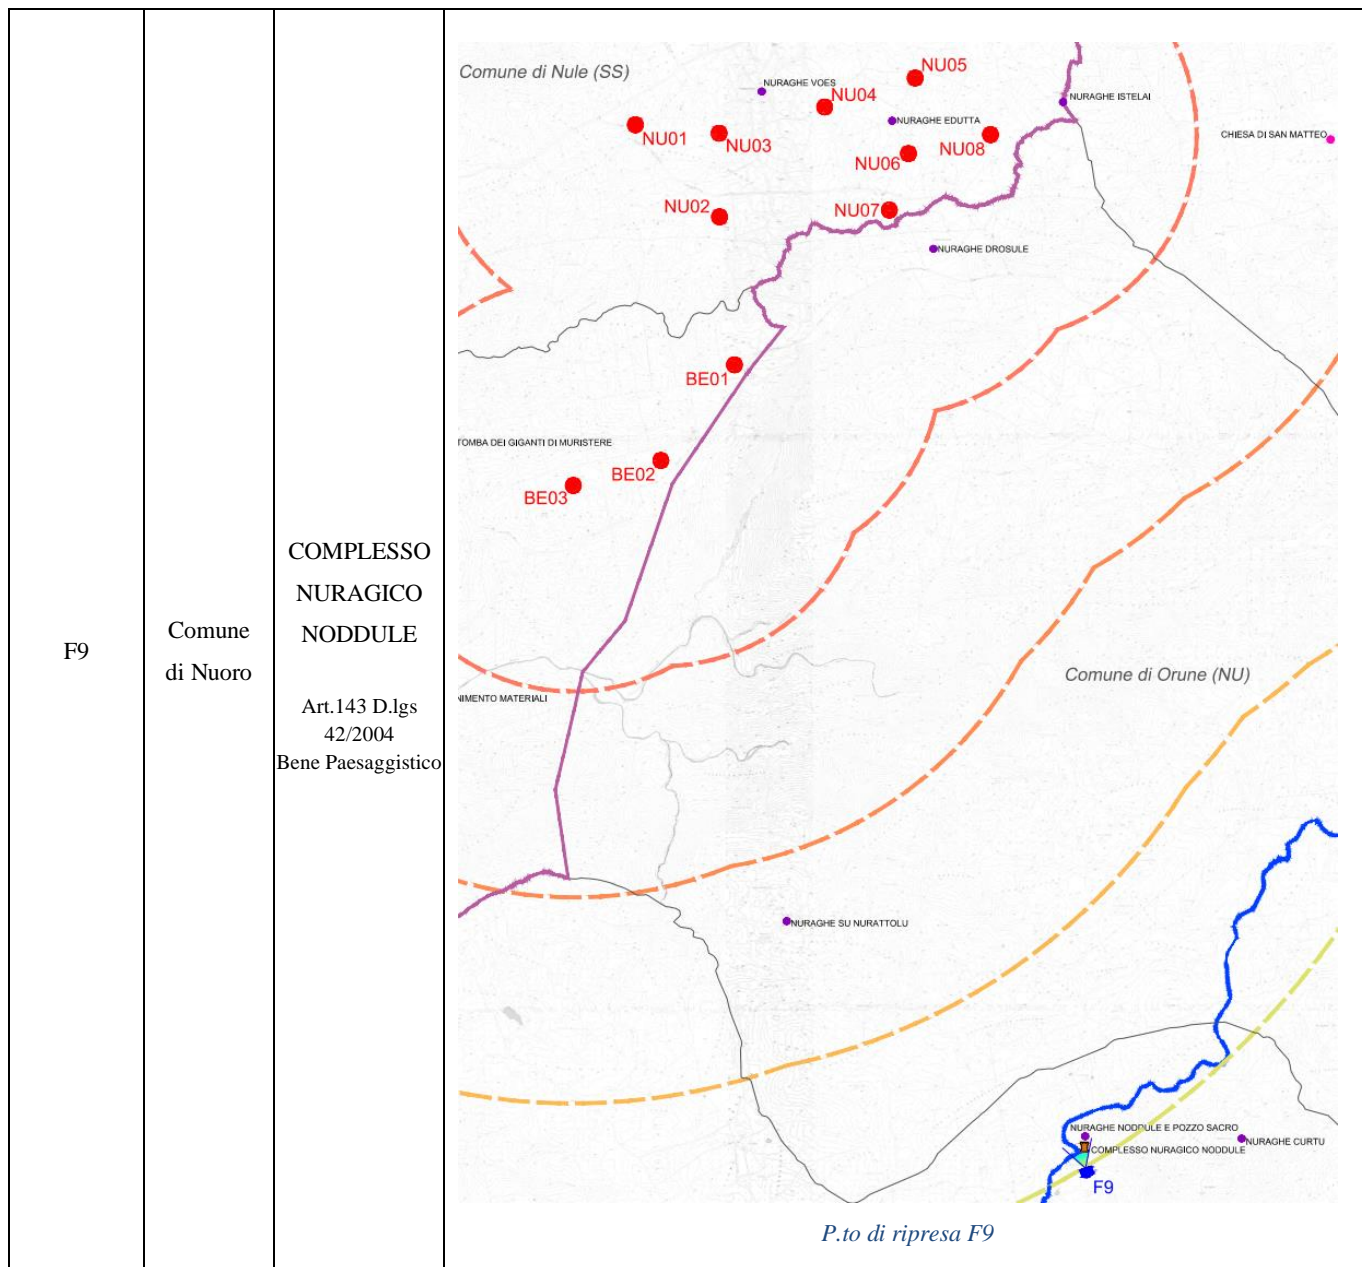 F9
Comune
di Nuoro
COMPLESSO
NURAGICO
NODDULE
Art.143 D.lgs
42/2004
Bene Paesaggistico
Comune di Nule (SS)
NURAGHE VOES
NU05
NU04
NURAGHE ISTELAI
NURAGHE EDUTTA
NU01
NU03
NU08
CHIESA DI SAN MATTEO
NU06
NU02
NU07
NURAGHE DROSULE
BE01
TOMBA DEI GIGANTI DI MURISTERE
BE02
BE03
Comune di Orune (NU)
NIMENTO MATERIALI
NURAGHE SU NURATTOLU
NURAGHE NODDULE E POZZO SACRO
NURAGHE CURTU
COMPLESSO NURAGICO NODDULE
F9
P.to di ripresa F9